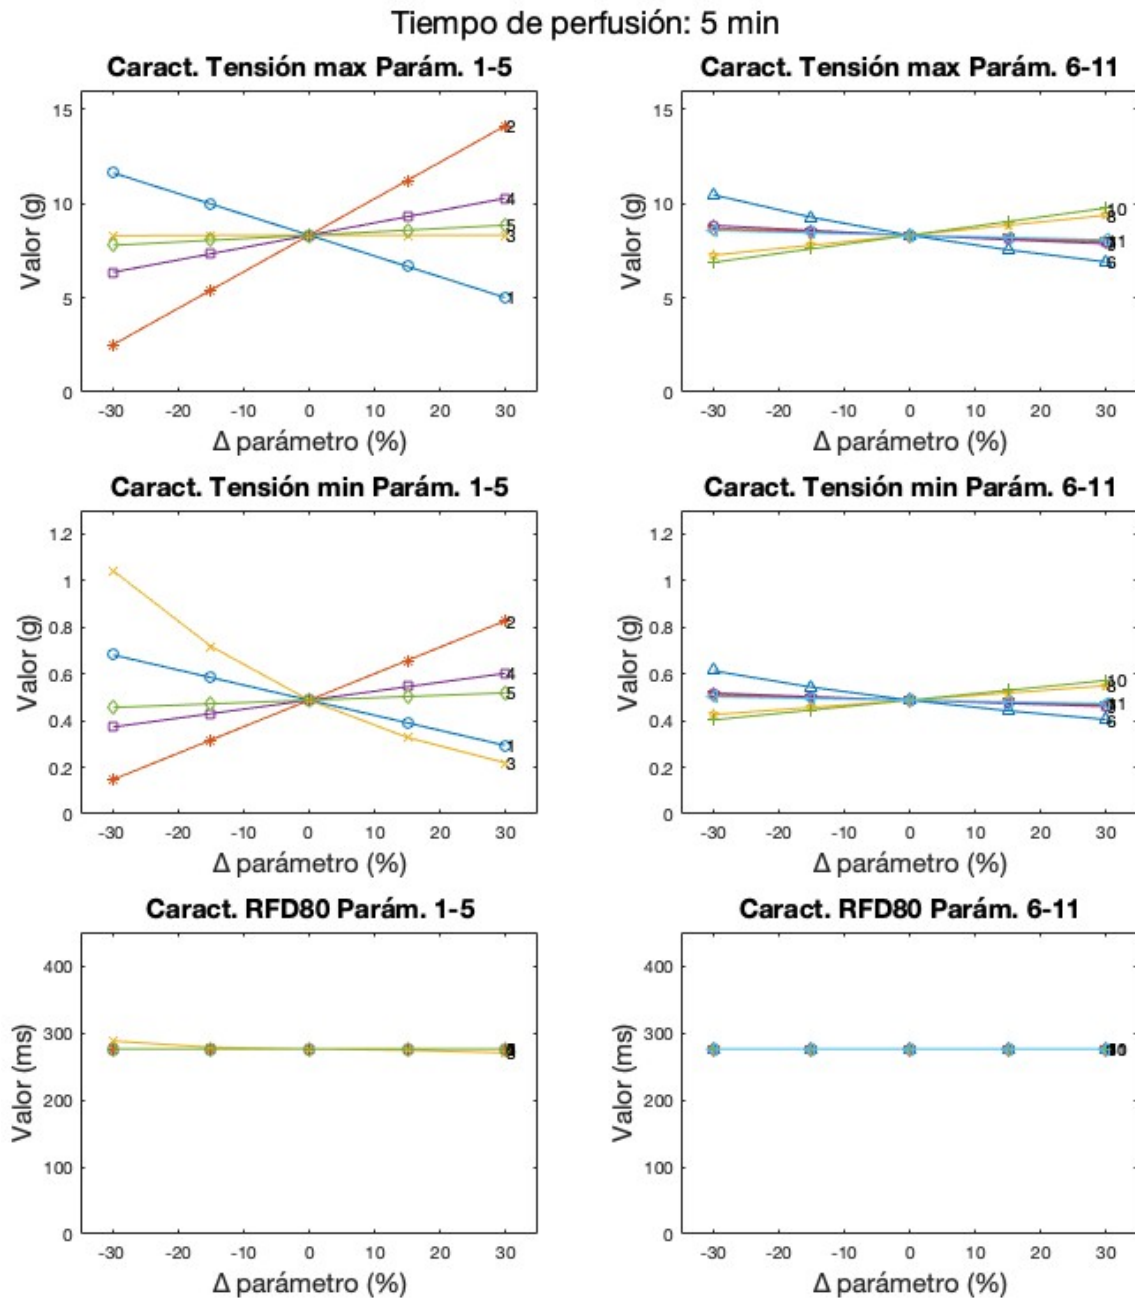 Tiempo de perfusión: 5 min
Caract. Tensión max Parám. 1-5
15
10
5
0
Valor (g)
2
4
5
3
1
-30 -20 -10 0 10 20 30
Δ parámetro (%)
Caract. Tensión max Parám. 6-11
15
10
5
0
Valor (g)
10
8
11
6
-30 -20 -10 0 10 20 30
Δ parámetro (%)
Caract. Tensión min Parám. 1-5
1.2
1
0.8
0.6
0.4
0.2
0
Valor (g)
2
4
5
1
3
-30 -20 -10 0 10 20 30
Δ parámetro (%)
Caract. Tensión min Parám. 6-11
1.2
1
0.8
0.6
0.4
0.2
0
Valor (g)
10
8
11
6
-30 -20 -10 0 10 20 30
Δ parámetro (%)
Caract. RFD80 Parám. 1-5
400
300
200
100
0
Valor (ms)
-30 -20 -10 0 10 20 30
Δ parámetro (%)
Caract. RFD80 Parám. 6-11
400
300
200
100
0
Valor (ms)
-30 -20 -10 0 10 20 30
Δ parámetro (%)